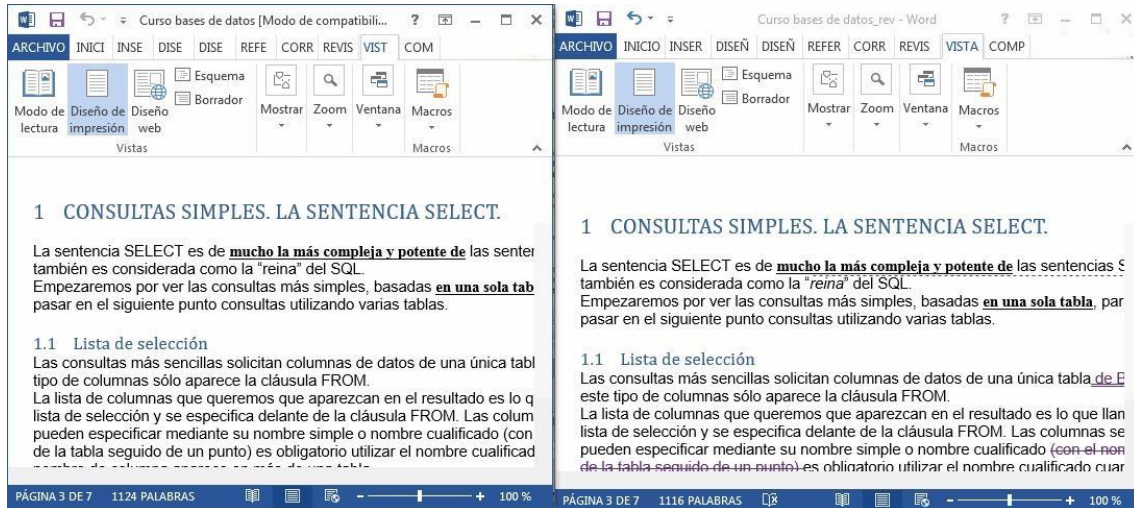 Curso bases de datos [Modo de compatibili...
ARCHIVO INICI INSE DISE DISE REFE CORR REVIS VIST COM
Esquema
Borrador
Modo de lectura
Diseño de impresión
Diseño web
Mostrar Zoom Ventana Macros
Vistas
Macros
1 CONSULTAS SIMPLES. LA SENTENCIA SELECT.
La sentencia SELECT es de mucho la más compleja y potente de las senten
también es considerada como la “reina” del SQL.
Empezaremos por ver las consultas más simples, basadas en una sola tab
pasar en el siguiente punto consultas utilizando varias tablas.
1.1 Lista de selección
Las consultas más sencillas solicitan columnas de datos de una única tabl
tipo de columnas sólo aparece la cláusula FROM.
La lista de columnas que queremos que aparezcan en el resultado es lo q
lista de selección y se especifica delante de la cláusula FROM. Las colum
pueden especificar mediante su nombre simple o nombre cualificado (con
de la tabla seguido de un punto) es obligatorio utilizar el nombre cualificad
PÁGINA 3 DE 7 1124 PALABRAS
100 %
Curso bases de datos_rev - Word
ARCHIVO INICIO INSER DISEÑ DISEÑ REFER CORR REVIS VISTA COMP
Esquema
Borrador
Modo de lectura
Diseño de impresión
Diseño web
Mostrar Zoom Ventana Macros
Vistas
Macros
1 CONSULTAS SIMPLES. LA SENTENCIA SELECT.
La sentencia SELECT es de mucho la más compleja y potente de las sentencias S
también es considerada como la “reina” del SQL.
Empezaremos por ver las consultas más simples, basadas en una sola tabla, par
pasar en el siguiente punto consultas utilizando varias tablas.
1.1 Lista de selección
Las consultas más sencillas solicitan columnas de datos de una única tabla de B
este tipo de columnas sólo aparece la cláusula FROM.
La lista de columnas que queremos que aparezcan en el resultado es lo que llan
lista de selección y se especifica delante de la cláusula FROM. Las columnas se
pueden especificar mediante su nombre simple o nombre cualificado (con el non
de la tabla seguido de un punto) es obligatorio utilizar el nombre cualificado cuar
PÁGINA 3 DE 7 1116 PALABRAS
100 %